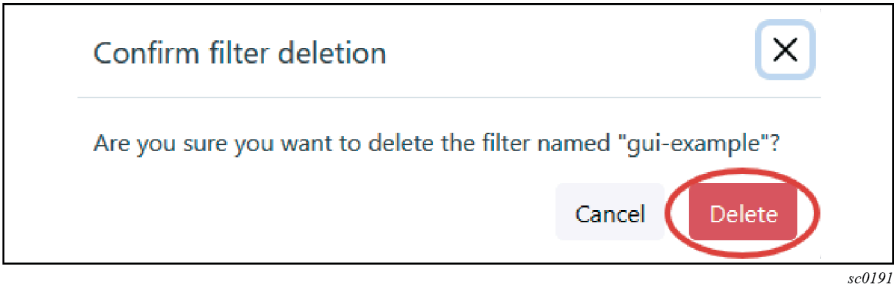 Confirm filter deletion
Are you sure you want to delete the filter named "gui-example"?
Cancel Delete
sc0191